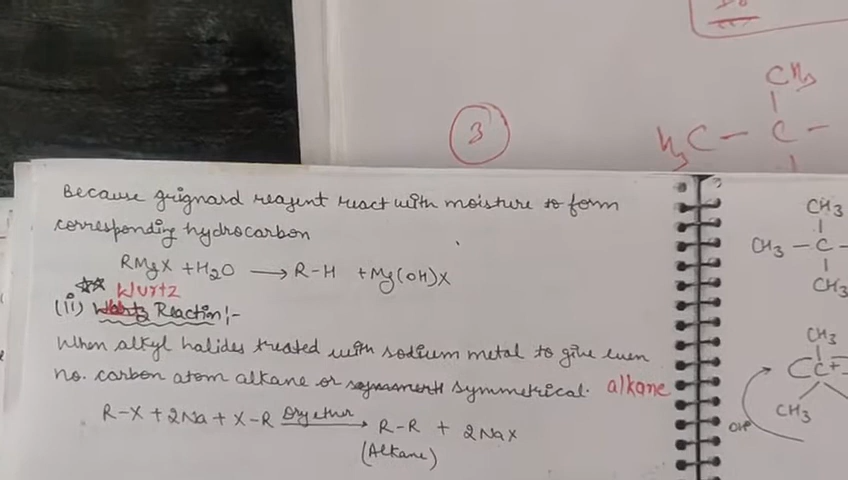 CH3
3
H3C - C -
Because grignard reagent react with moisture to form
corresponding hydrocarbon
RMgX + H2O ⟶ R-H + Mg(OH)X
Wurtz
(ii) Reaction :-
When alkyl halides treated with sodium metal to give even
no. carbon atom alkane or symmetrical. alkane
R-X + 2Na + X-R Dry ether ⟶ R-R + 2NaX
(Alkane)
CH3
CH3 - C -
CH3
CH3
C+
CH3